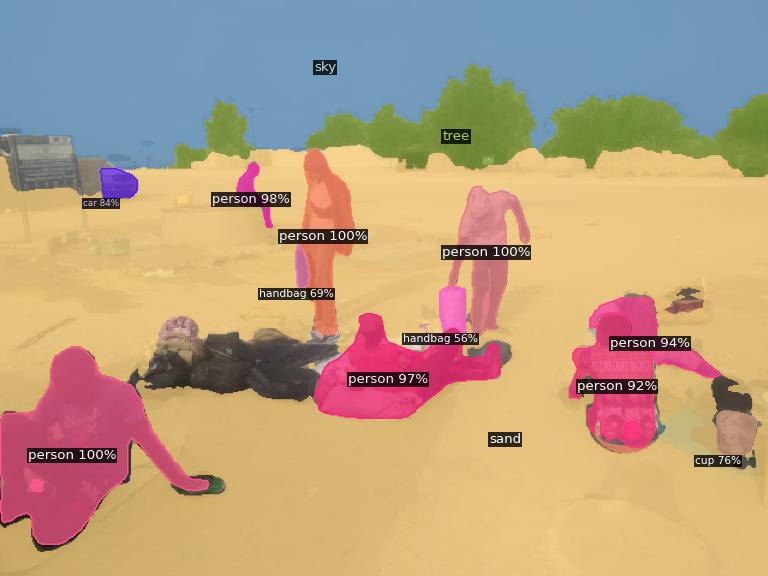 sky
tree
person 98%
car 84%
person 100%
person 100%
handbag 69%
handbag 56%
person 94%
person 97%
person 92%
sand
person 100%
cup 76%